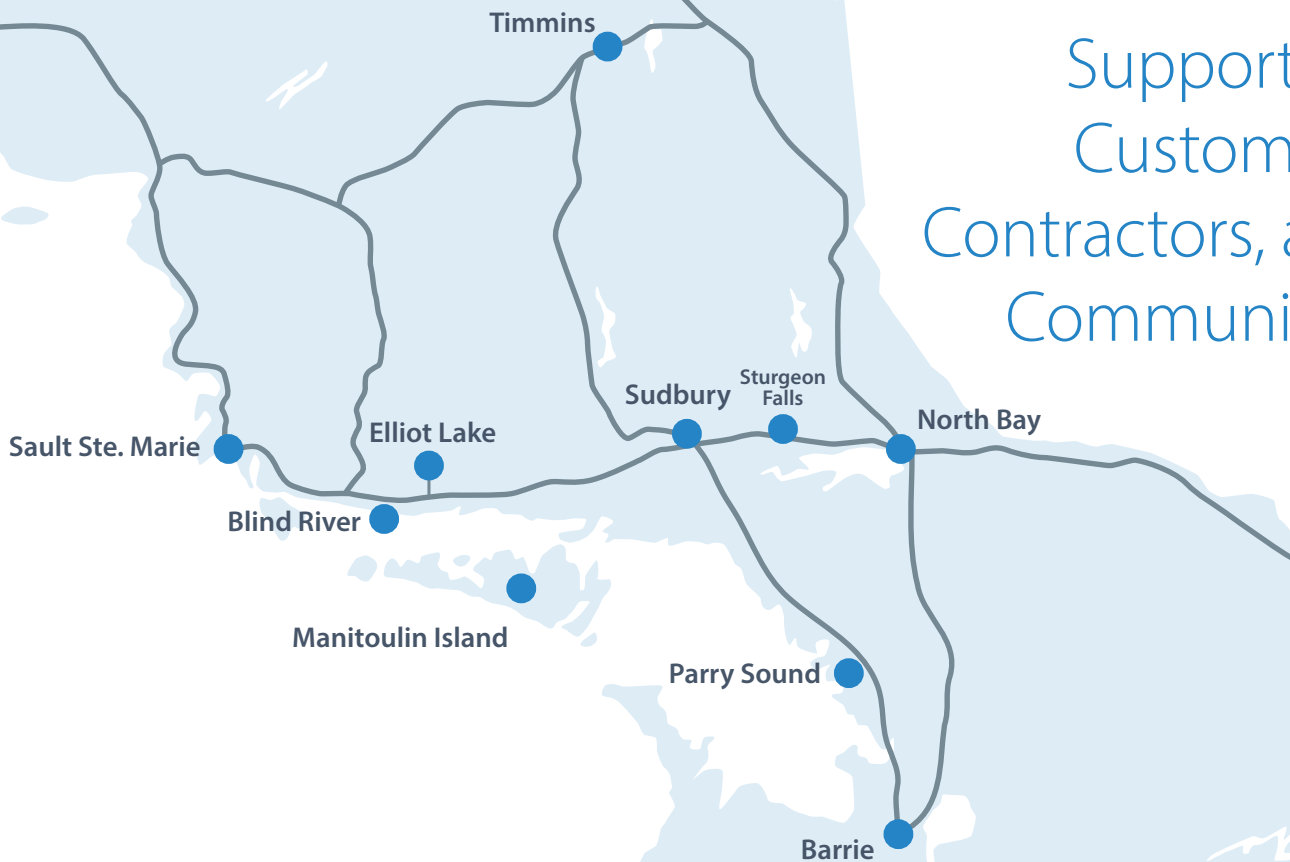 Timmins
Support
Custom
Contractors, a
Communi
Sturgeon
Falls
Sudbury
North Bay
Elliot Lake
Sault Ste. Marie
Blind River
Manitoulin Island
Parry Sound
Barrie